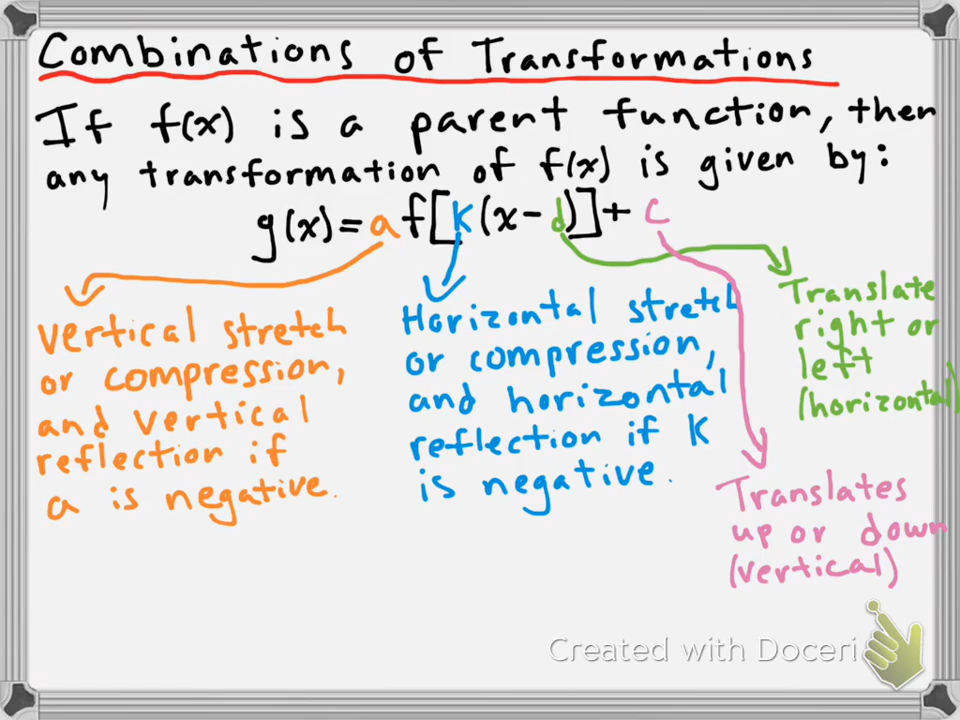 Combinations of Transformations
If f(x) is a parent function, then
any transformation of f(x) is given by:
g(x) = a f[k(x-d)] + c
Vertical stretch
or compression,
and vertical
reflection if
a is negative.
Horizontal stretch
or compression,
and horizontal
reflection if k
is negative.
Translate
right or
left
(horizontal)
Translates
up or down
(vertical)
Created with Doceri